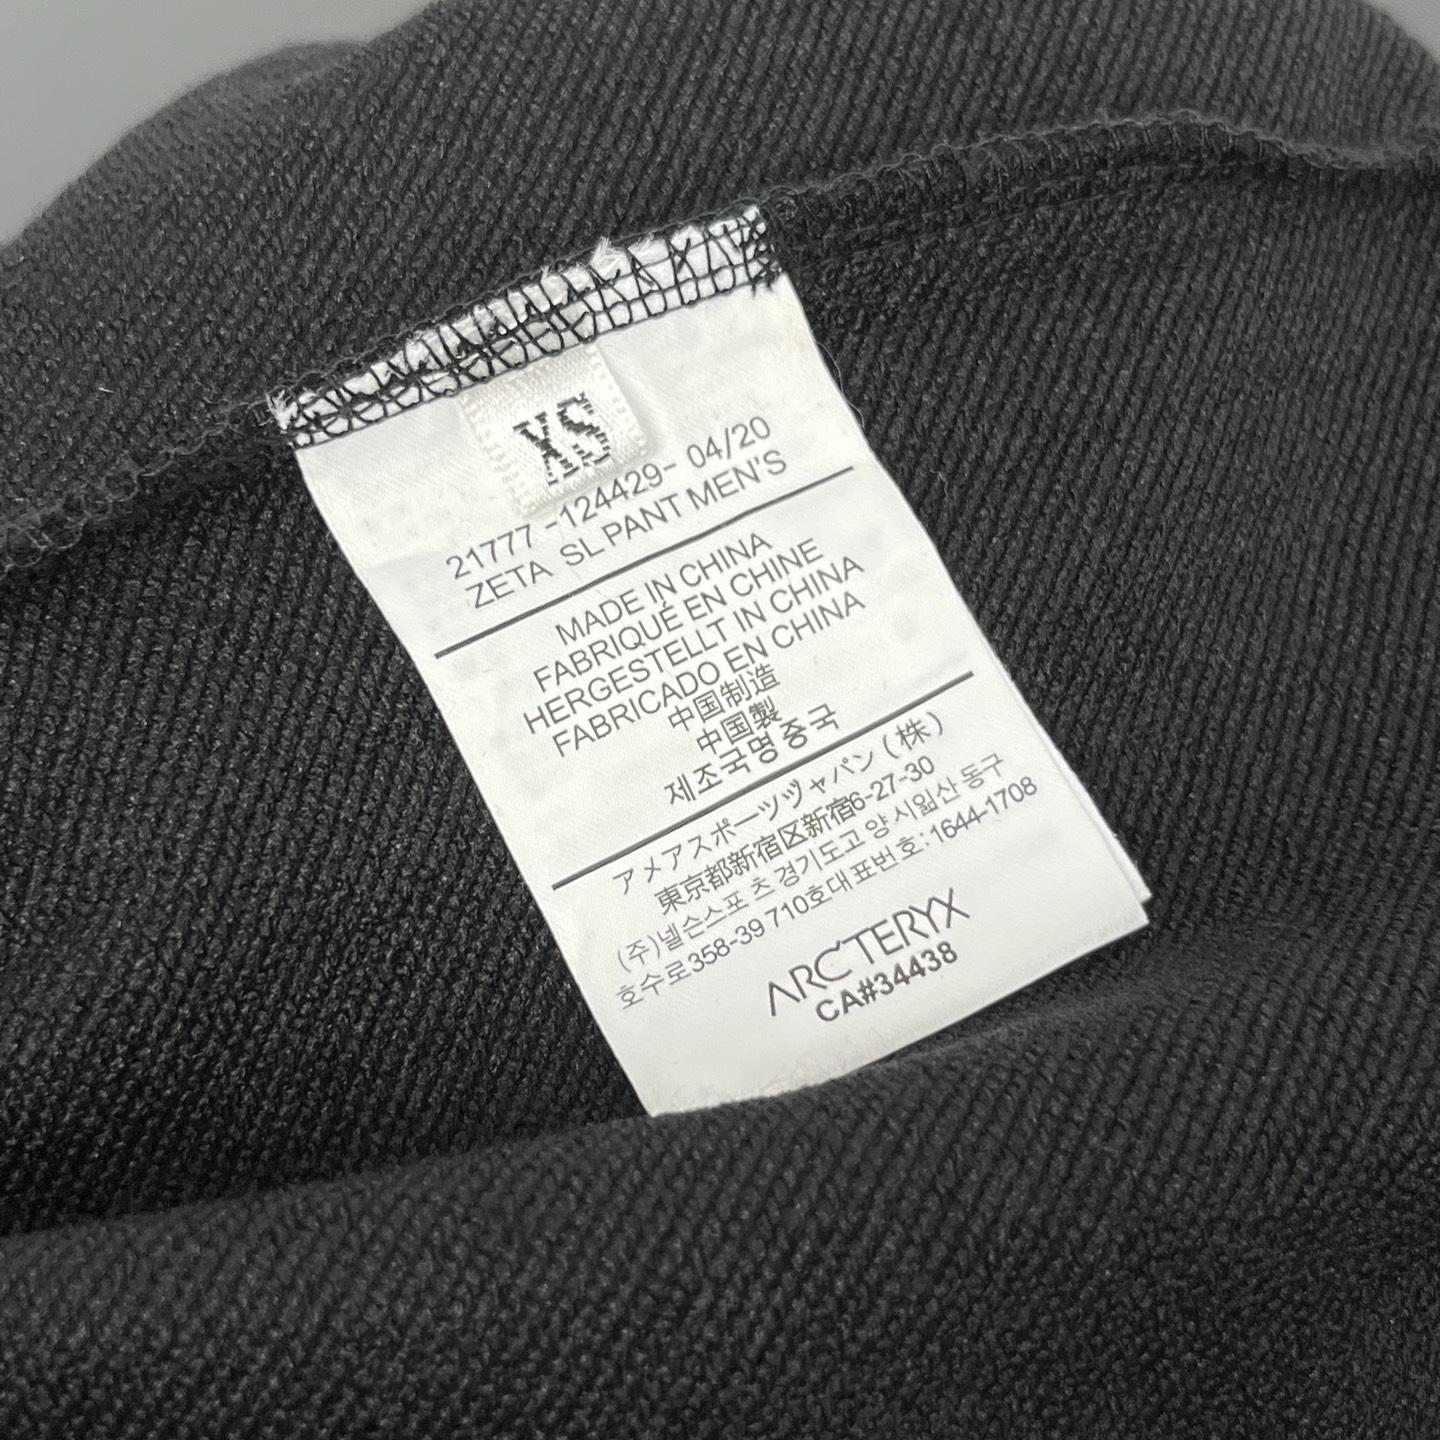 XS
21777 -124429- 04/20
ZETA SL PANT MEN'S
MADE IN CHINA
FABRIQUÉ EN CHINE
HERGESTELLT IN CHINA
FABRICADO EN CHINA
中国制造
中国製
제조국명 중국
アメアスポーツヅャパン (株)
東京都新宿区新宿6-27-30
(주)넬슨스포 츠 경기도고 양 시일산 동구
호수로358-39 710호대 표번호: 1644-1708
ARC'TERYX
CA#34438